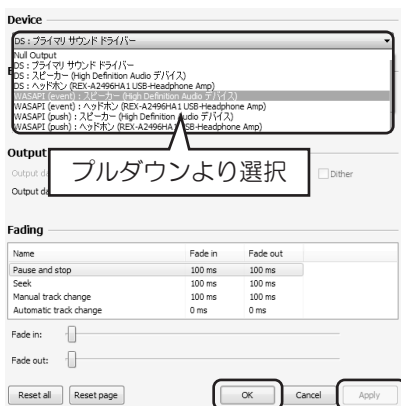 Device
DS : プライマリ サウンド ドライバー
Null Output
DS : プライマリ サウンド ドライバー
DS : スピーカー (High Definition Audio デバイス)
DS : ヘッドホン (REX-A2496HA1 USB-Headphone Amp)
WASAPI (event) : スピーカー (High Definition Audio デバイス)
WASAPI (event) : ヘッドホン (REX-A2496HA1 USB-Headphone Amp)
WASAPI (push) : スピーカー (High Definition Audio デバイス)
WASAPI (push) : ヘッドホン (REX-A2496HA1 USB-Headphone Amp)
Output
プルダウンより選択
Output da
Dither
Output da
Fading
Name Fade in Fade out
Pause and stop 100 ms 100 ms
Seek 100 ms 100 ms
Manual track change 100 ms 100 ms
Automatic track change 0 ms 0 ms
Fade in:
Fade out:
Reset all Reset page OK Cancel Apply